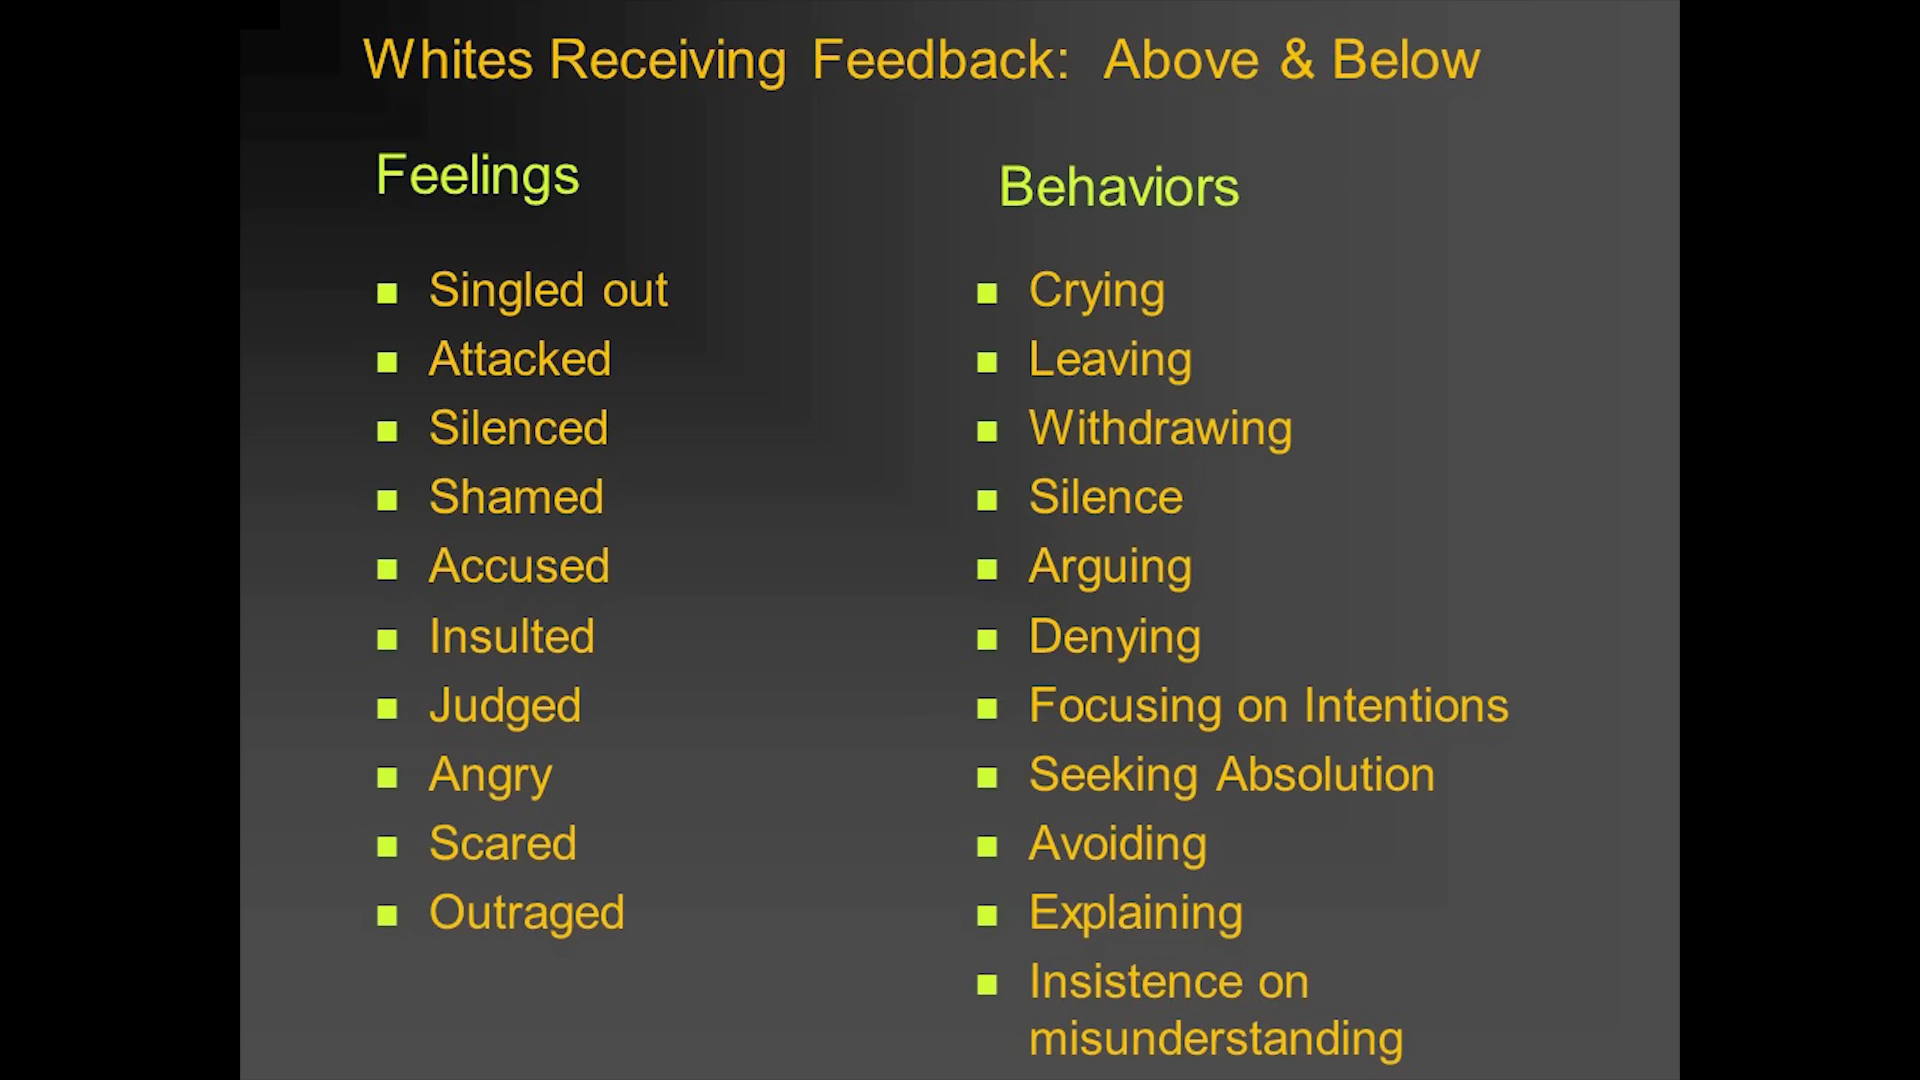 Whites Receiving Feedback: Above & Below
Feelings
Singled out
Attacked
Silenced
Shamed
Accused
Insulted
Judged
Angry
Scared
Outraged
Behaviors
Crying
Leaving
Withdrawing
Silence
Arguing
Denying
Focusing on Intentions
Seeking Absolution
Avoiding
Explaining
Insistence on
misunderstanding